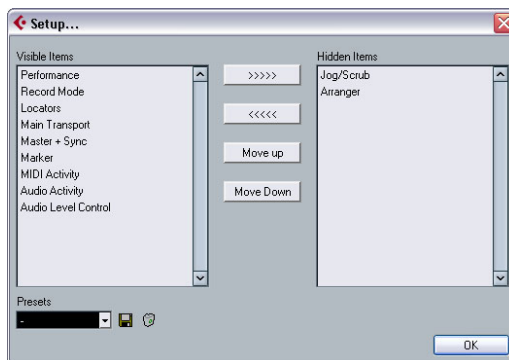 Setup...
Visible Items
Performance
Record Mode
Locators
Main Transport
Master + Sync
Marker
MIDI Activity
Audio Activity
Audio Level Control
>>>>>
<<<<<
Move up
Move Down
Hidden Items
Jog/Scrub
Arranger
Presets
-
OK